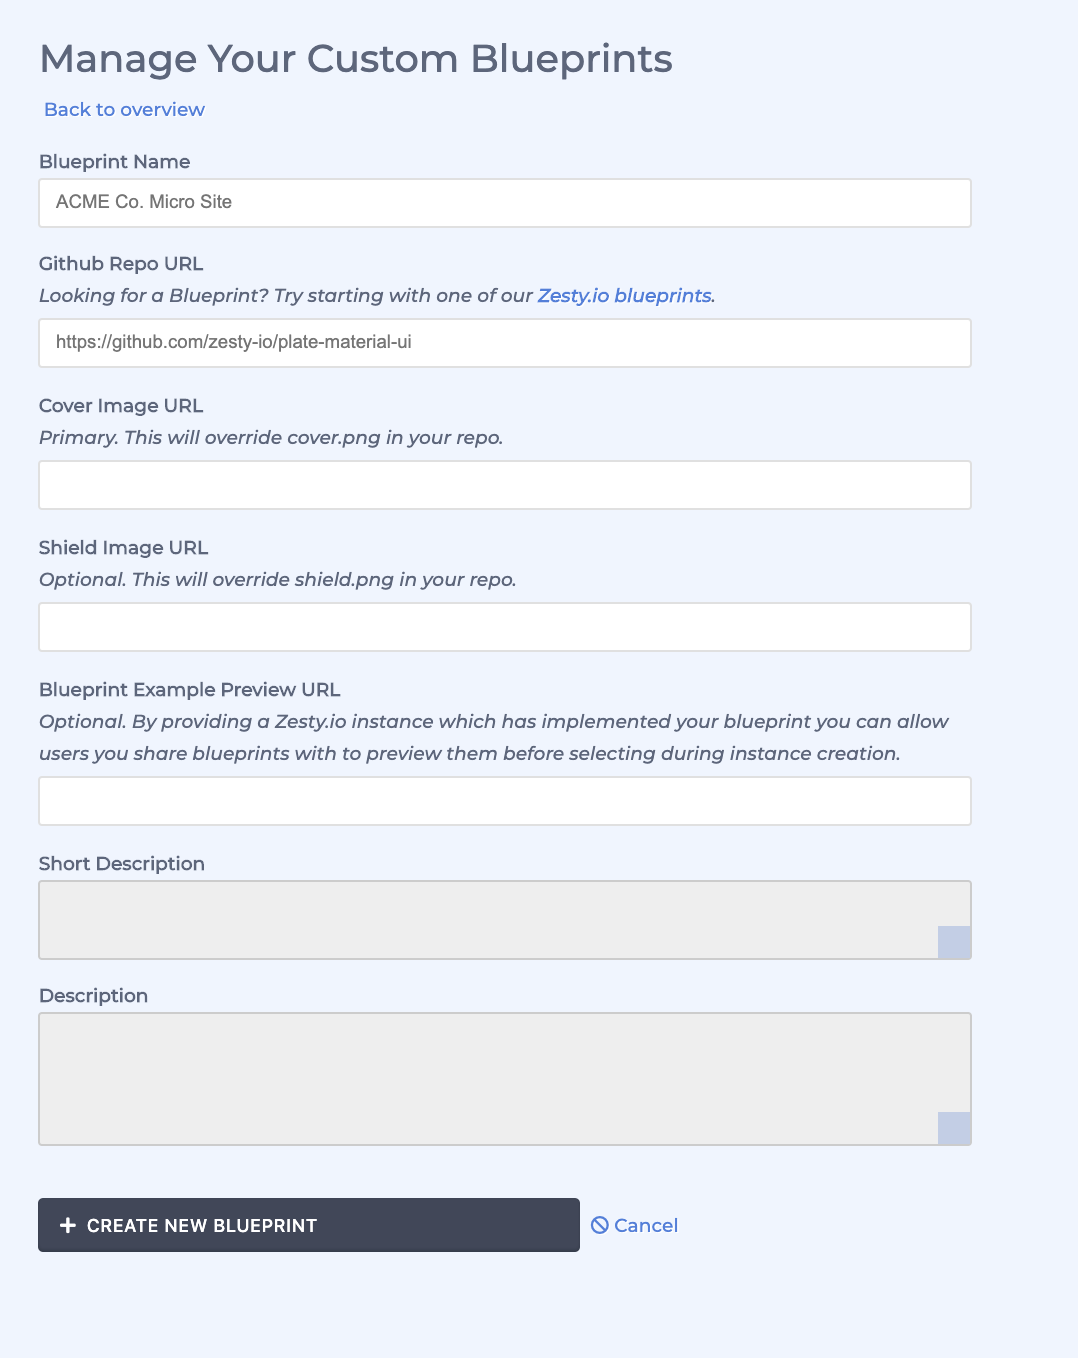 Manage Your Custom Blueprints
Back to overview
Blueprint Name
ACME Co. Micro Site
Github Repo URL
Looking for a Blueprint? Try starting with one of our Zesty.io blueprints.
https://github.com/zesty-io/plate-material-ui
Cover Image URL
Primary. This will override cover.png in your repo.
Shield Image URL
Optional. This will override shield.png in your repo.
Blueprint Example Preview URL
Optional. By providing a Zesty.io instance which has implemented your blueprint you can allow
users you share blueprints with to preview them before selecting during instance creation.
Short Description
Description
CREATE NEW BLUEPRINT Cancel